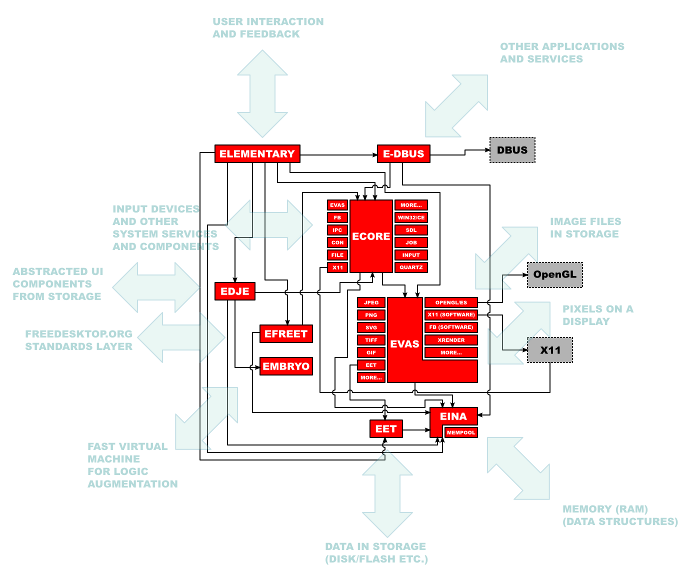 USER INTERACTION
AND FEEDBACK
OTHER APPLICATIONS
AND SERVICES
ELEMENTARY
E-DBUS
DBUS
INPUT DEVICES
AND OTHER
SYSTEM SERVICES
AND COMPONENTS
EVAS
FB
IPC
CON
FILE
X11
ECORE
MORE...
WIN32/CE
SDL
JOB
INPUT
QUARTZ
IMAGE FILES
IN STORAGE
ABSTRACTED UI
COMPONENTS
FROM STORAGE
EDJE
OpenGL
JPEG
PNG
SVG
TIFF
GIF
EET
MORE...
EVAS
OPENGL/ES
X11 (SOFTWARE)
FB (SOFTWARE)
XRENDER
MORE...
PIXELS ON A
DISPLAY
FREEDESKTOP.ORG
STANDARDS LAYER
EFREET
X11
EMBRYO
EET
EINA
MEMPOOL
FAST VIRTUAL
MACHINE
FOR LOGIC
AUGMENTATION
MEMORY (RAM)
(DATA STRUCTURES)
DATA IN STORAGE
(DISK/FLASH ETC.)